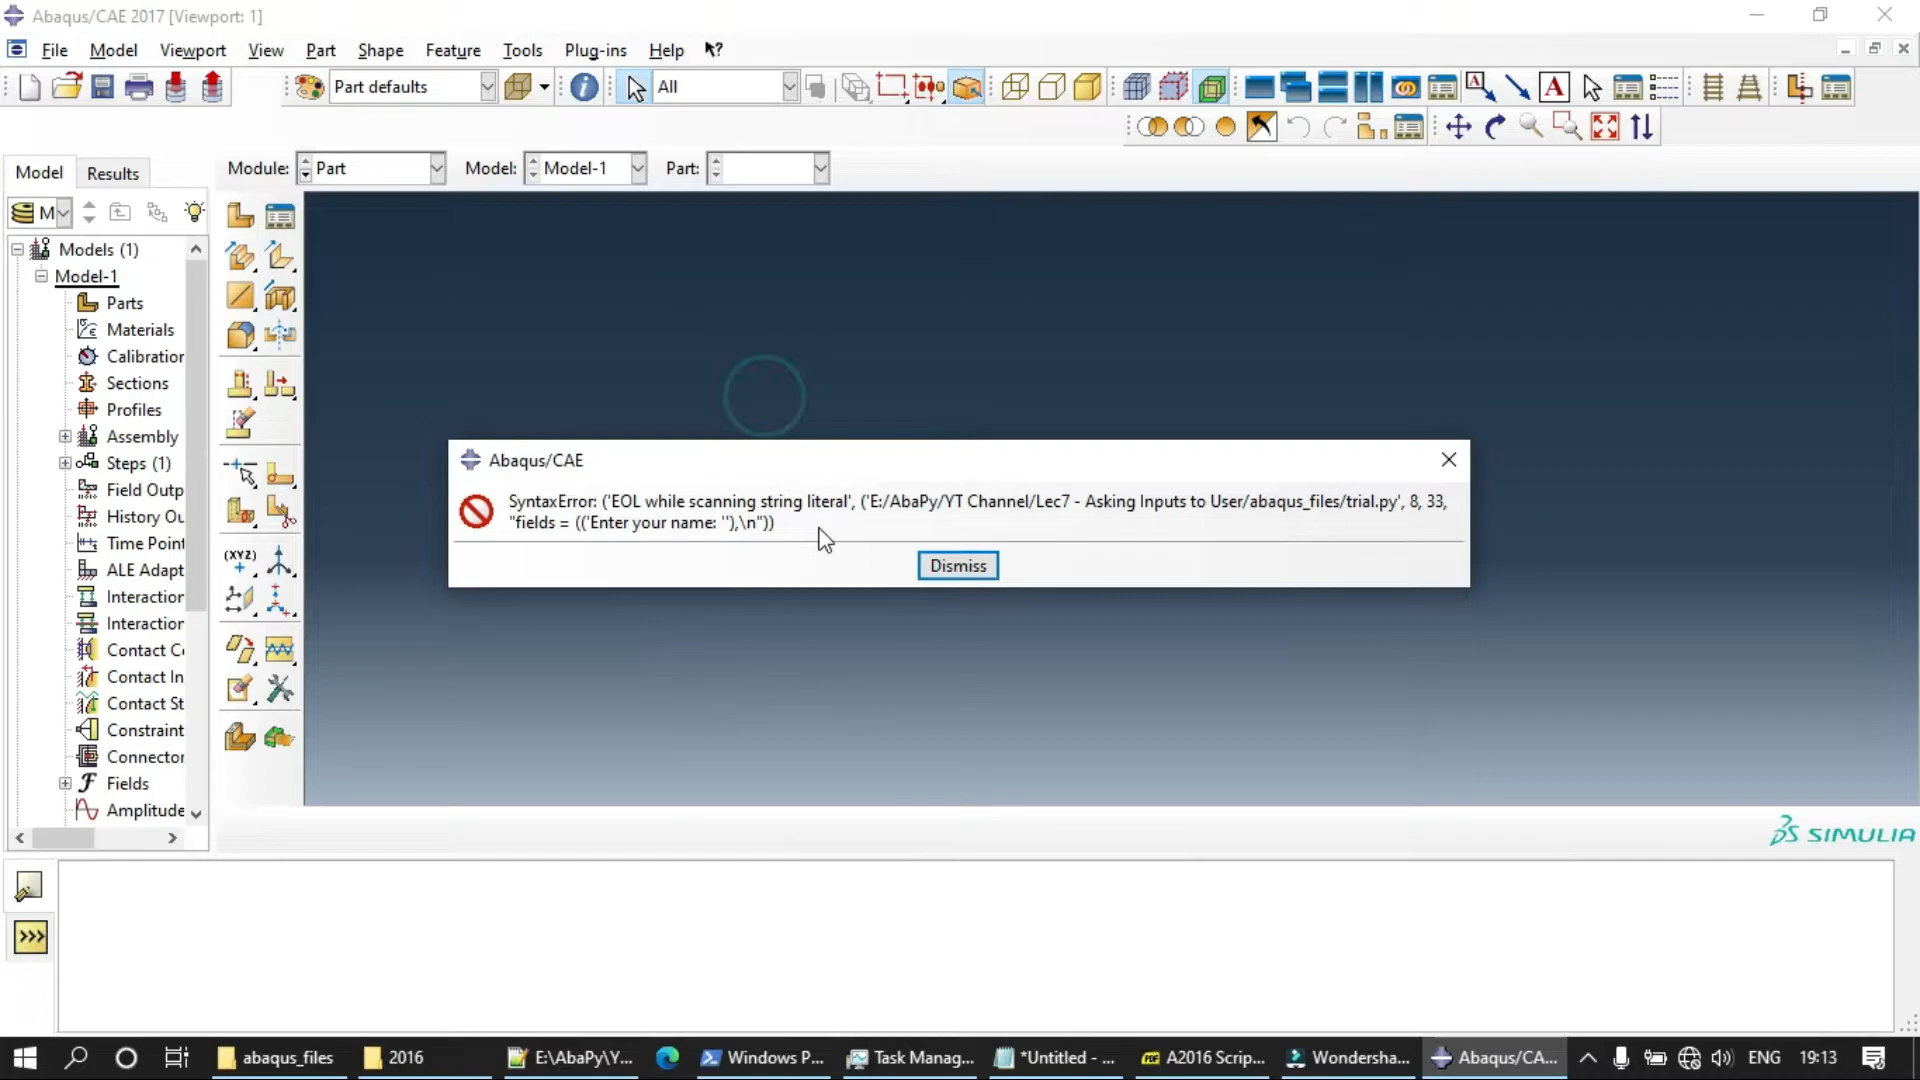 Abaqus/CAE 2017 [Viewport: 1]
File Model Viewport View Part Shape Feature Tools Plug-ins Help
Part defaults All
Module: Part Model: Model-1 Part:
Model Results
M
Models (1)
Model-1
Parts
Materials
Calibration
Sections
Profiles
Assembly
Steps (1)
Field Outp
History Ou
Time Point
ALE Adapt
Interaction
Interaction
Contact Co
Contact In
Contact St
Constraint
Connector
Fields
Amplitude
(XYZ)
Abaqus/CAE
SyntaxError: ('EOL while scanning string literal', ('E:/AbaPy/YT Channel/Lec7 - Asking Inputs to User/abaqus_files/trial.py', 8, 33,
"fields = (('Enter your name: ''),\n"))
Dismiss
SIMULIA
>>>
abaqus_files 2016 E:\AbaPy\Y... Windows P... Task Manag... *Untitled - ... A2016 Scrip... Wondersha... Abaqus/CA... ENG 19:13